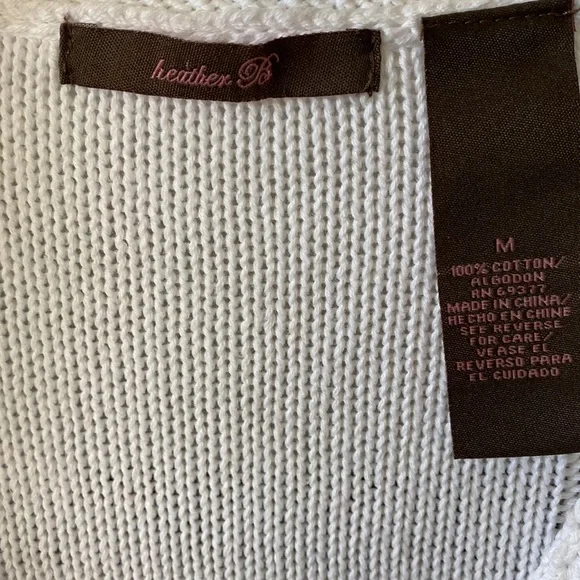 heather B
M
100% COTTON/
ALGODON
RN 69377
MADE IN CHINA/
HECHO EN CHINE
SEE REVERSE
FOR CARE/
VEASE EL
REVERSO PARA
EL CUIDADO